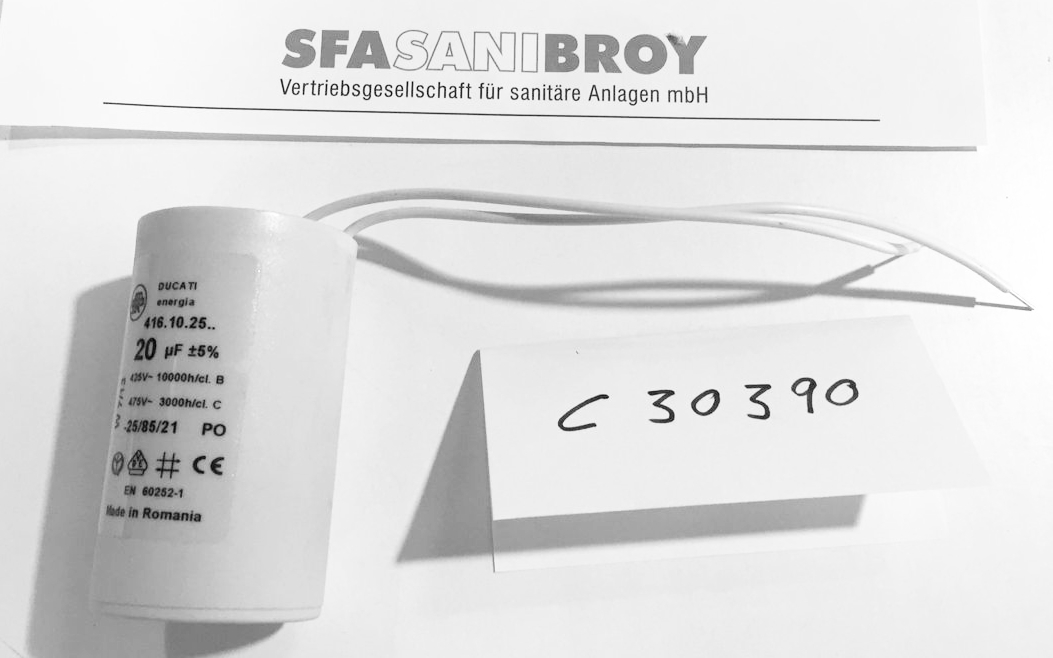 SFASANIBROY
Vertriebsgesellschaft für sanitäre Anlagen mbH
DUCATI
energia
416.10.25..
20 µF ±5%
425V~ 10000h/cl. B
475V~ 3000h/cl. C
-25/85/21 PO
CE
EN 60252-1
Made in Romania
C 30390